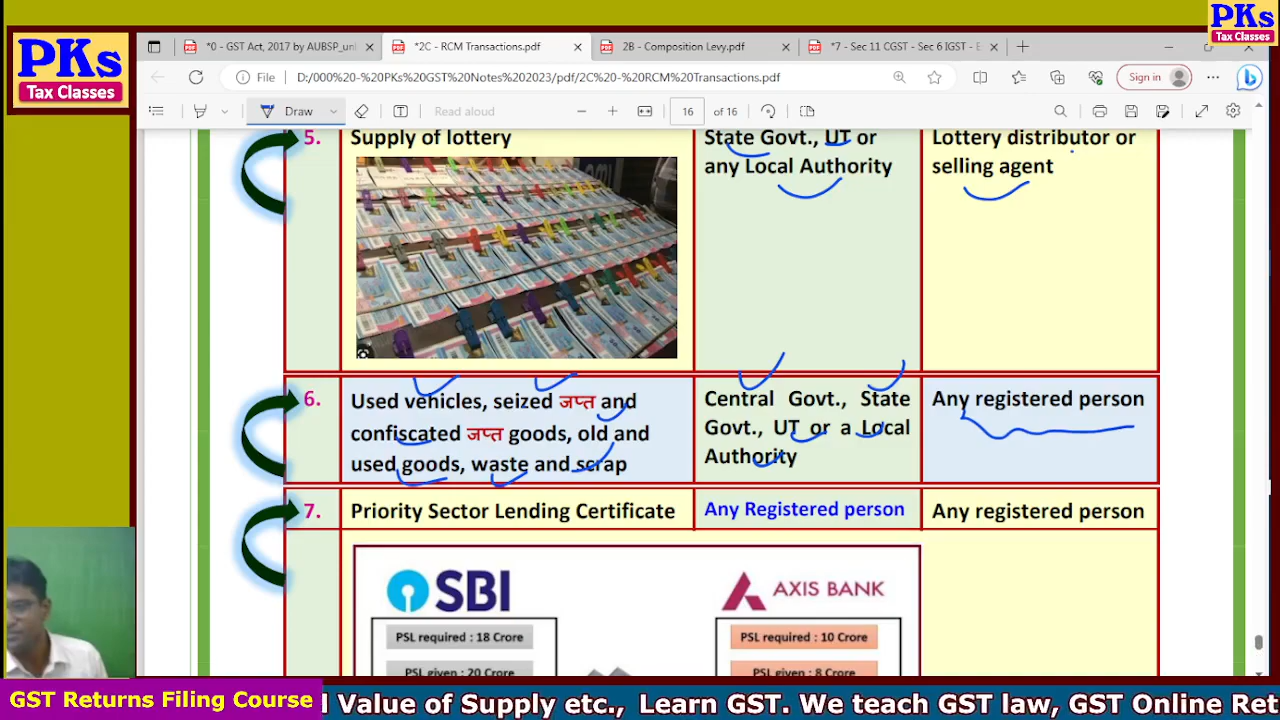 PKs
Tax Classes
PKs
Tax Classes
*0 - GST Act, 2017 by AUBSP_unl
*2C - RCM Transactions.pdf
2B - Composition Levy.pdf
*7 - Sec 11 CGST - Sec 6 GST - E
File
D:/000%20-%20PKs%20GST%20Notes%202023/pdf/2C%20-%20RCM%20Transactions.pdf
Sign in
Draw
Read aloud
16
of 16
5.
Supply of lottery
State Govt., UT or
any Local Authority
Lottery distributor or
selling agent
6.
Used vehicles, seized जप्त and
confiscated जप्त goods, old and
used goods, waste and scrap
Central Govt., State
Govt., UT or a Local
Authority
Any registered person
7.
Priority Sector Lending Certificate
Any Registered person
Any registered person
SBI
AXIS BANK
PSL required : 18 Crore
PSL required : 10 Crore
PSL given : 20 Crore
PSL given : 8 Crore
GST Returns Filing Course
d Value of Supply etc., Learn GST. We teach GST law, GST Online Ret